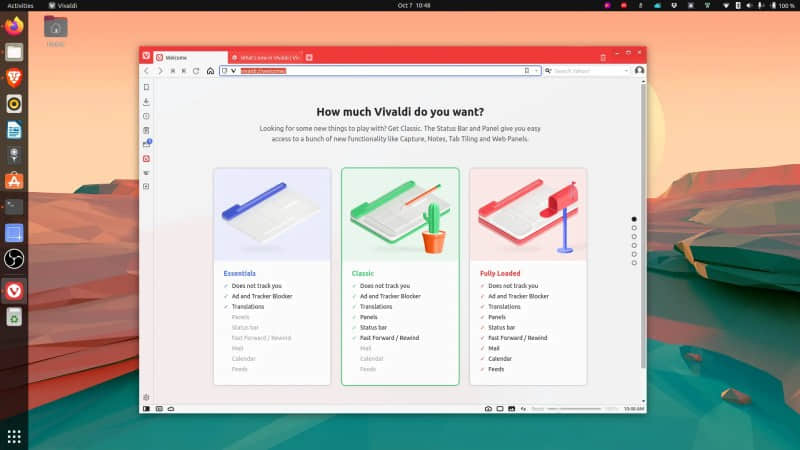 Activities
Vivaldi
Oct 7 10:48
100 %
Welcome
What's new in Vivaldi | Viv
vivaldi://welcome/
Search Yahoo!
How much Vivaldi do you want?
Looking for some new things to play with? Get Classic. The Status Bar and Panel give you easy
access to a bunch of new functionality like Capture, Notes, Tab Tiling and Web Panels.
Essentials
✓ Does not track you
✓ Ad and Tracker Blocker
✓ Translations
Panels
Status bar
Fast Forward / Rewind
Mail
Calendar
Feeds
Classic
✓ Does not track you
✓ Ad and Tracker Blocker
✓ Translations
✓ Panels
✓ Status bar
✓ Fast Forward / Rewind
Mail
Calendar
Feeds
Fully Loaded
✓ Does not track you
✓ Ad and Tracker Blocker
✓ Translations
✓ Panels
✓ Status bar
✓ Fast Forward / Rewind
✓ Mail
✓ Calendar
✓ Feeds
Reset
10:48 AM